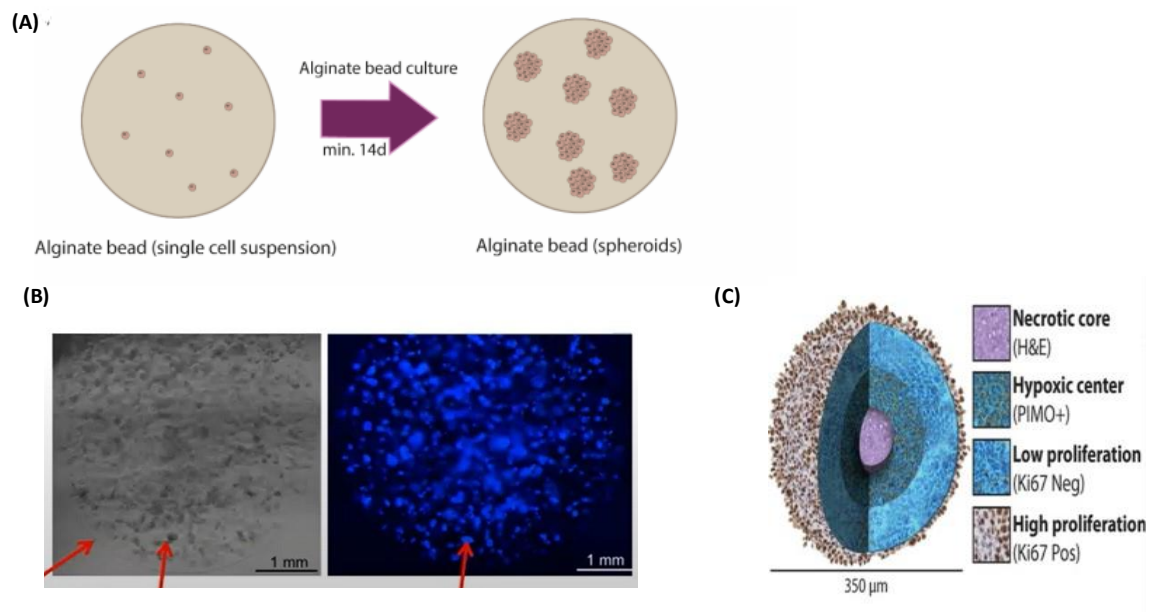 (A)
Alginate bead culture
min. 14d
Alginate bead (single cell suspension)
Alginate bead (spheroids)
(B)
1 mm
1 mm
(C)
Necrotic core
(H&E)
Hypoxic center
(PIMO+)
Low proliferation
(Ki67 Neg)
High proliferation
(Ki67 Pos)
350 μm